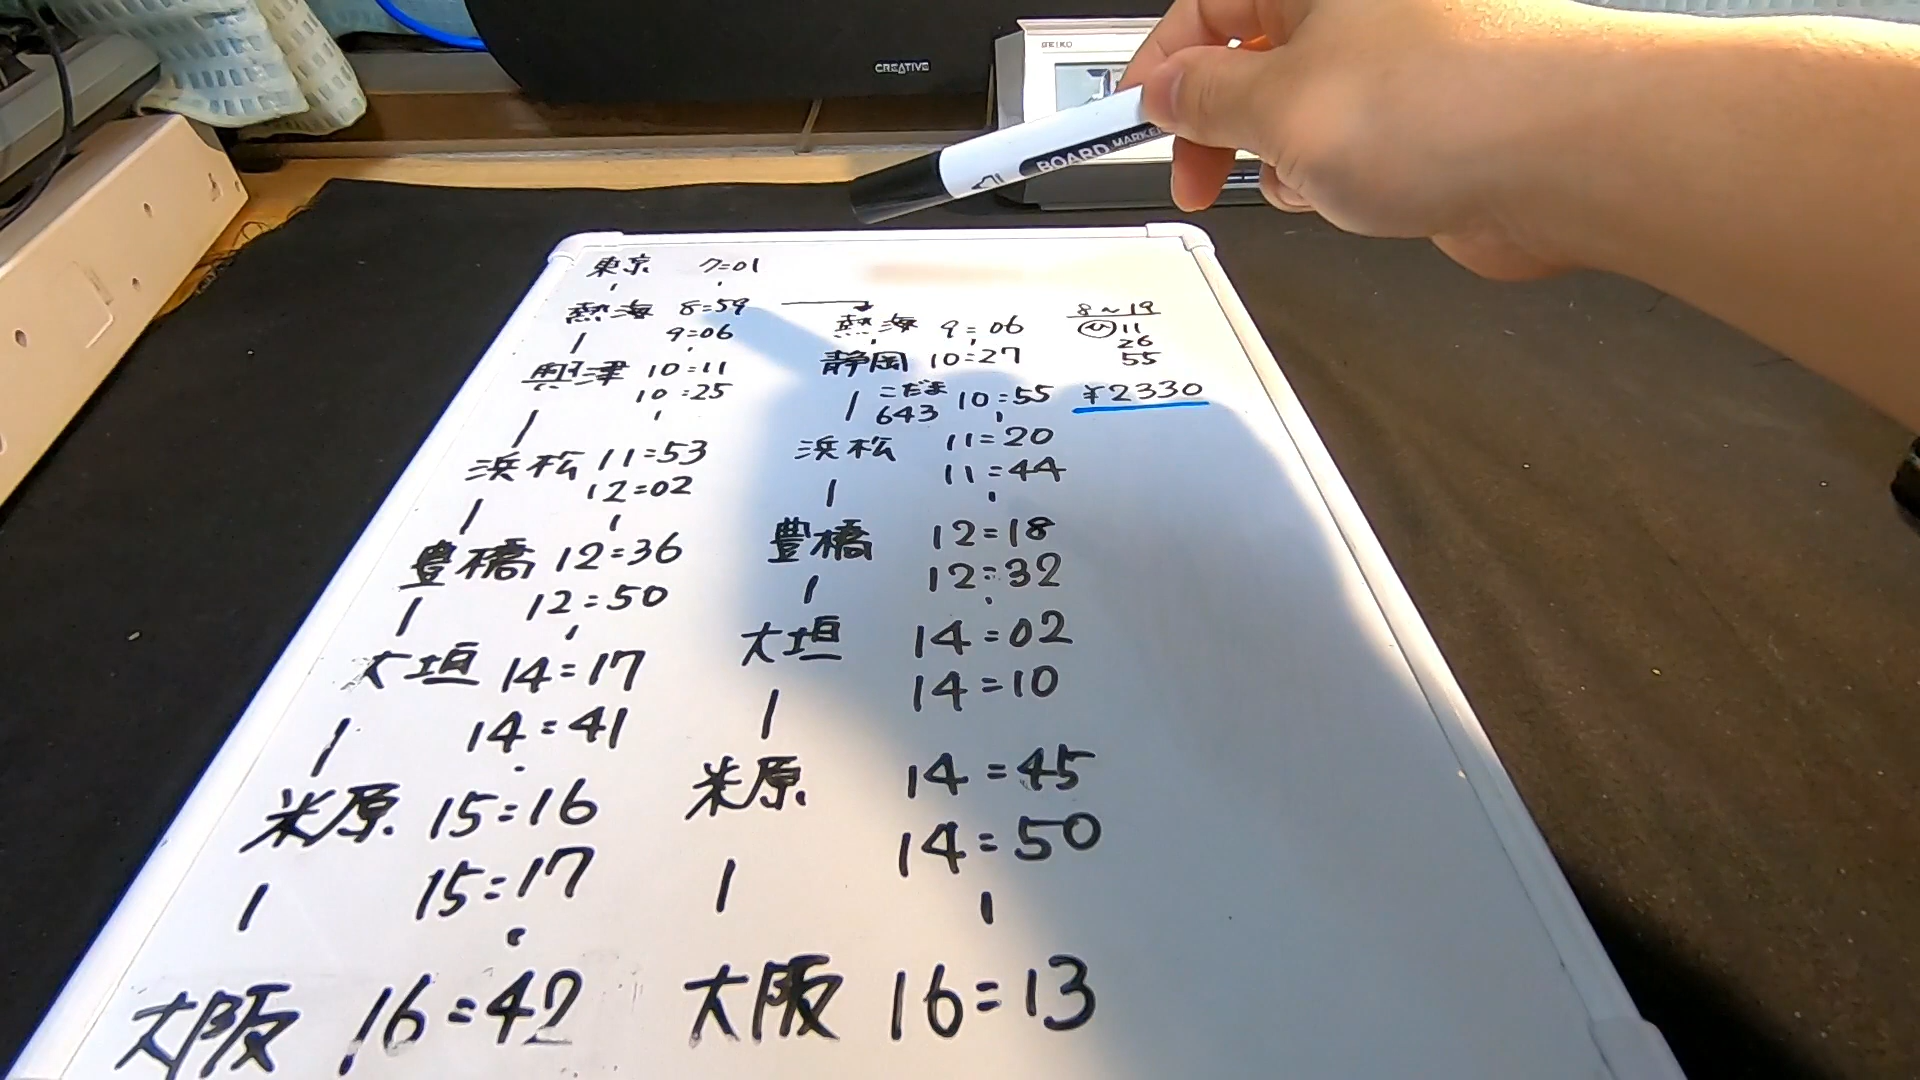 CREATIVE
SEIKO
BOARD MARKER
東京 7=01
熱海 8=59
9=06
興津 10=11
10=25
浜松 11=53
12=02
豊橋 12=36
12=50
大垣 14=17
14=41
米原 15=16
15=17
大阪 16=42
熱海 9=06
静岡 10=27
こだま
643 10=55 ¥2330
浜松 11=20
11=44
豊橋 12=18
12=32
大垣 14=02
14=10
米原 14=45
14=50
大阪 16=13
8~19
ひ 11
26
55